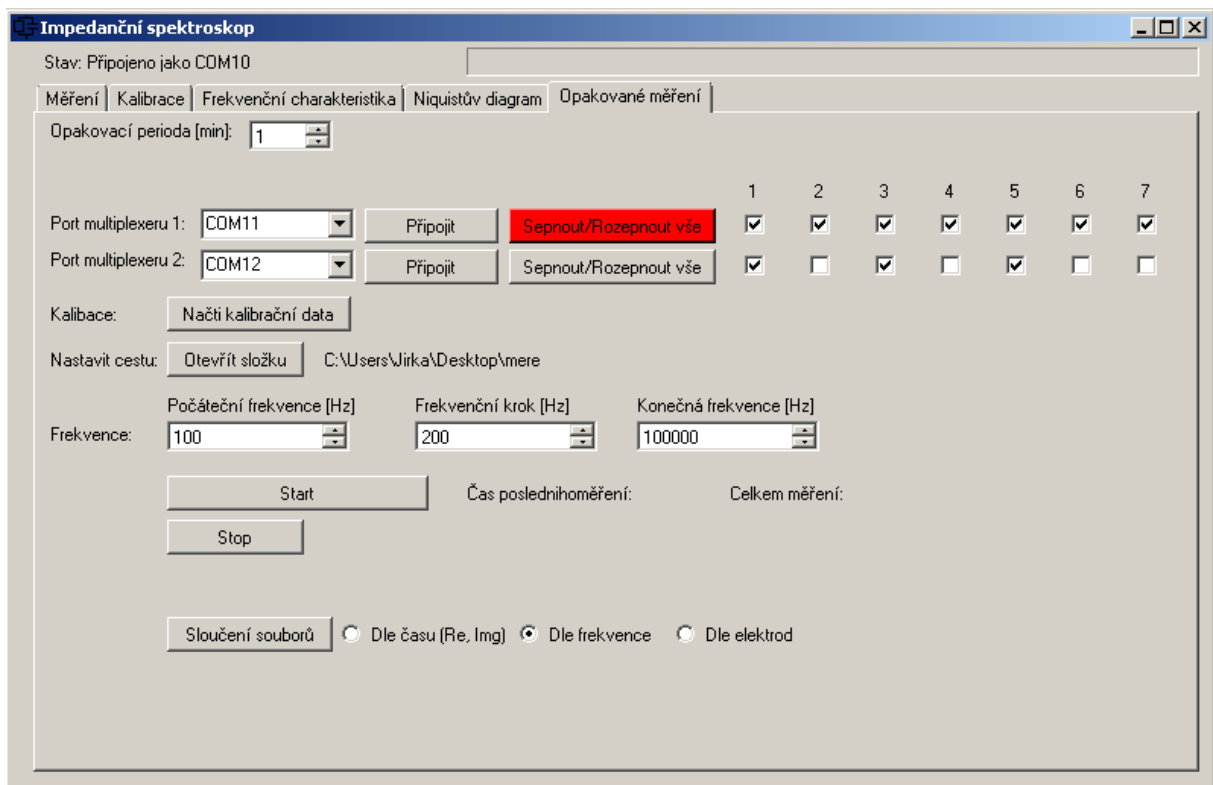 Impedanční spektroskop
Stav: Připojeno jako COM10
Měření Kalibrace Frekvenční charakteristika Niquistův diagram Opakované měření
Opakovací perioda [min]: 1
1 2 3 4 5 6 7
Port multiplexeru 1: COM11 Připojit Sepnout/Rozepnout vše
Port multiplexeru 2: COM12 Připojit Sepnout/Rozepnout vše
Kalibace: Načti kalibrační data
Nastavit cestu: Otevřít složku C:\Users\Jirka\Desktop\mere
Počáteční frekvence [Hz] Frekvenční krok [Hz] Konečná frekvence [Hz]
Frekvence: 100 200 100000
Start Čas poslednihoměření: Celkem měření:
Stop
Sloučení souborů Dle času (Re, Img) Dle frekvence Dle elektrod